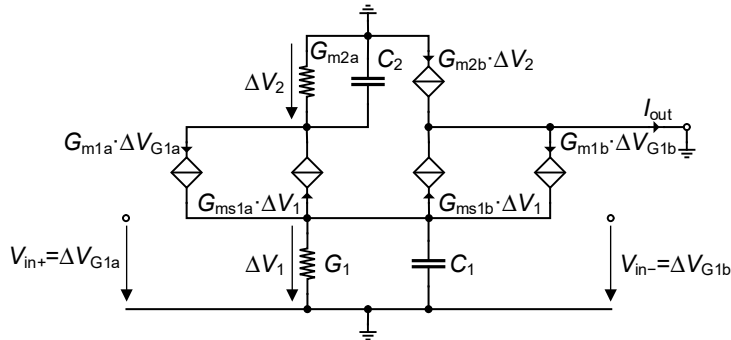 G_m2a
C_2
G_m2b·ΔV_2
ΔV_2
I_out
G_m1a·ΔV_G1a
G_m1b·ΔV_G1b
G_ms1a·ΔV_1
G_ms1b·ΔV_1
V_in+=ΔV_G1a
ΔV_1
G_1
C_1
V_in−=ΔV_G1b